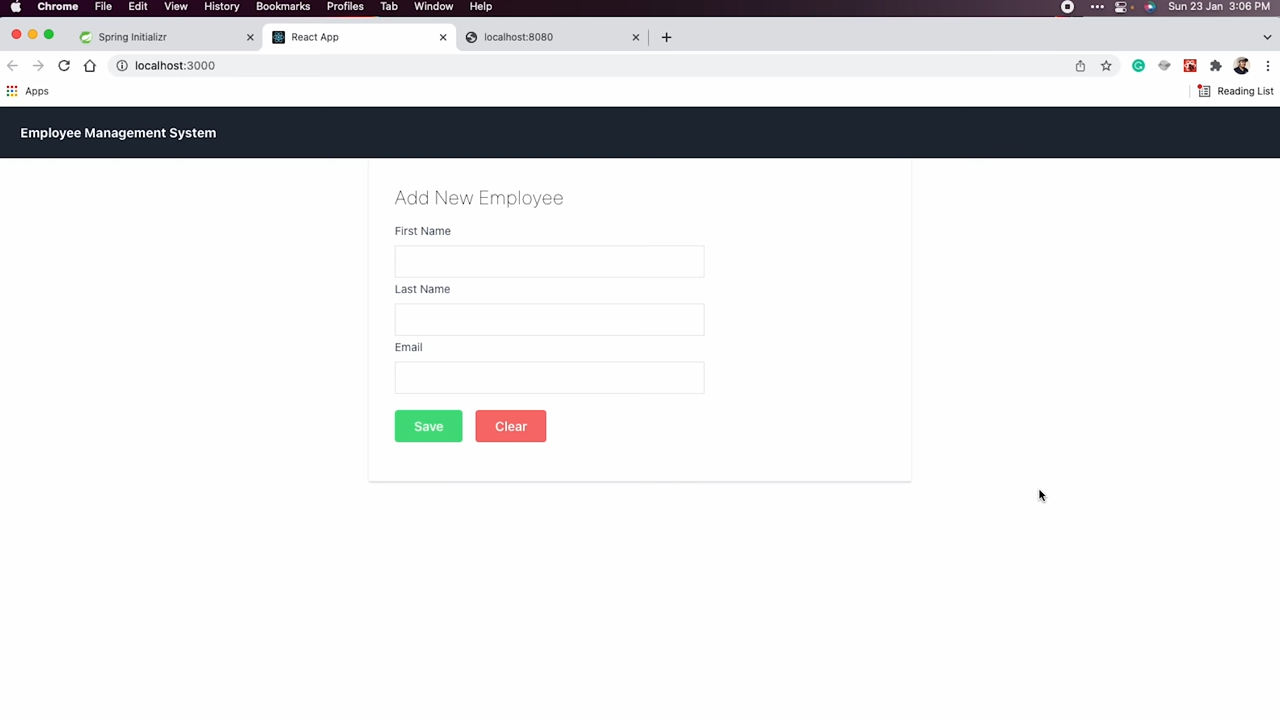 Chrome File Edit View History Bookmarks Profiles Tab Window Help Sun 23 Jan 3:06 PM
Spring Initializr React App localhost:8080
localhost:3000
Apps Reading List
Employee Management System
Add New Employee
First Name
Last Name
Email
Save Clear